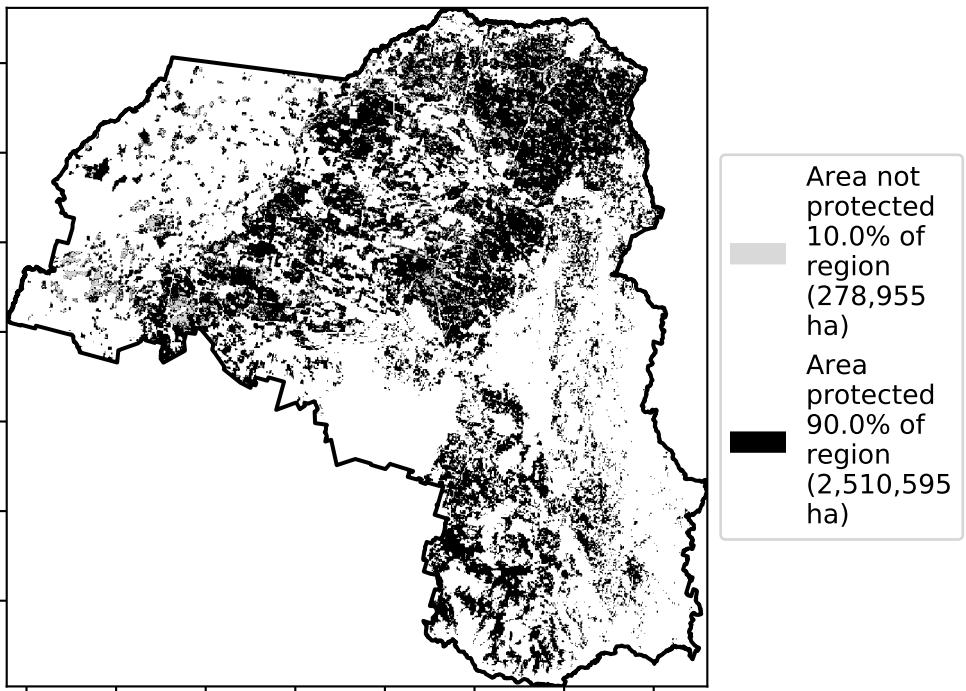 Area not
protected
10.0% of
region
(278,955
ha)
Area
protected
90.0% of
region
(2,510,595
ha)